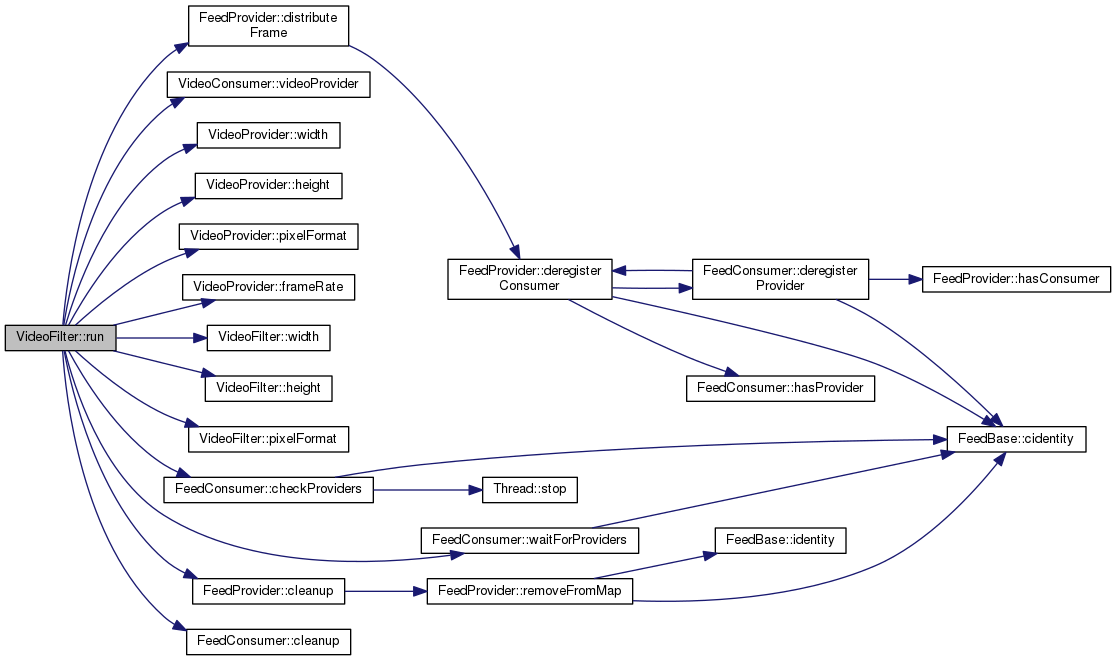 FeedProvider::distribute
Frame
VideoConsumer::videoProvider
VideoProvider::width
VideoProvider::height
VideoProvider::pixelFormat
VideoProvider::frameRate
VideoFilter::run
VideoFilter::width
VideoFilter::height
VideoFilter::pixelFormat
FeedConsumer::checkProviders
FeedConsumer::waitForProviders
FeedProvider::cleanup
FeedConsumer::cleanup
FeedProvider::deregister
Consumer
FeedConsumer::deregister
Provider
FeedProvider::hasConsumer
FeedConsumer::hasProvider
FeedBase::cidentity
Thread::stop
FeedBase::identity
FeedProvider::removeFromMap